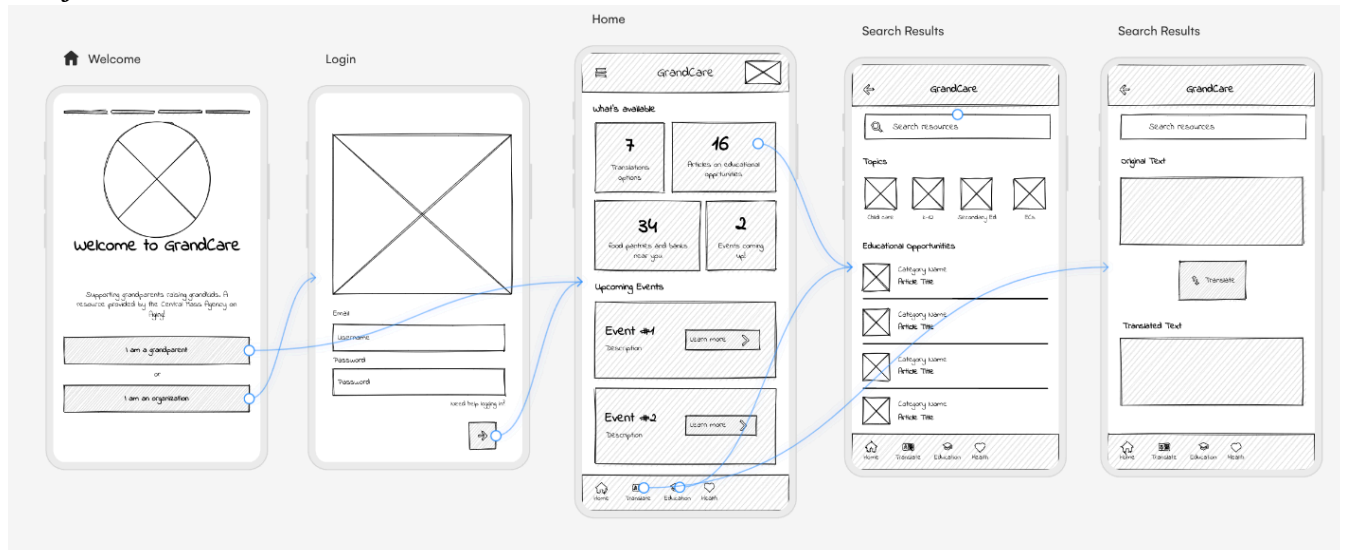 Welcome
Login
Home
Search Results
Search Results
Welcome to GrandCare
Supporting grandparents raising grandkids. A
resource provided by the Central Mass Agency on
Aging!
I am a grandparent
or
I am an organization
Email
Username
Password
Password
Need help logging in?
GrandCare
What's available
7
Translations
options
16
Articles on educational
opprtunities
34
Food pantries and banks
near you
2
Events coming
up!
Upcoming Events
Event #1
Description
Learn more
Event #2
Description
Learn more
Home
Translate
Education
Health
GrandCare
Search resources
Topics
Child care
K-12
Secondary Ed
ECs
Educational Opportunities
Category Name
Article Title
Category Name
Article Title
Category Name
Article Title
Category Name
Article Title
Home
Translate
Education
Health
GrandCare
Search resources
Original Text
Translate
Translated Text
Home
Translate
Education
Health